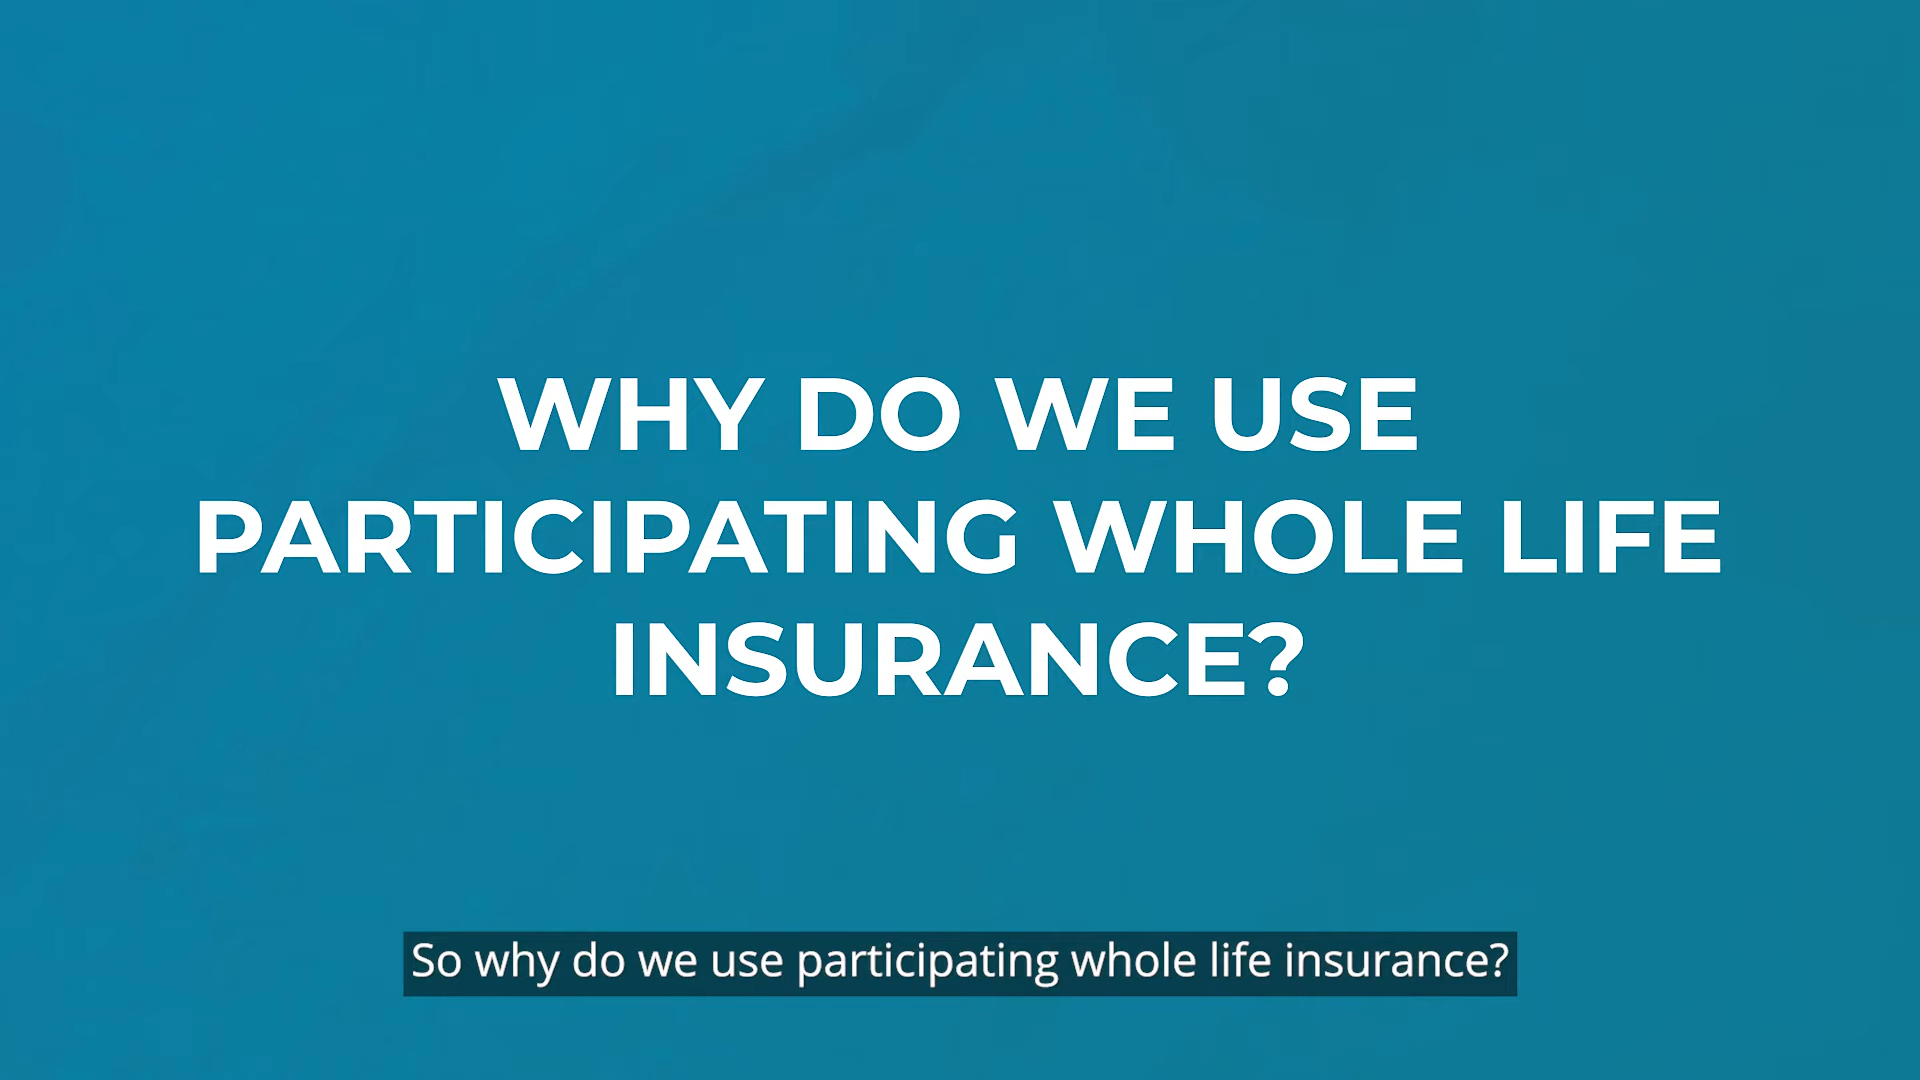 WHY DO WE USE
PARTICIPATING WHOLE LIFE
INSURANCE?
So why do we use participating whole life insurance?